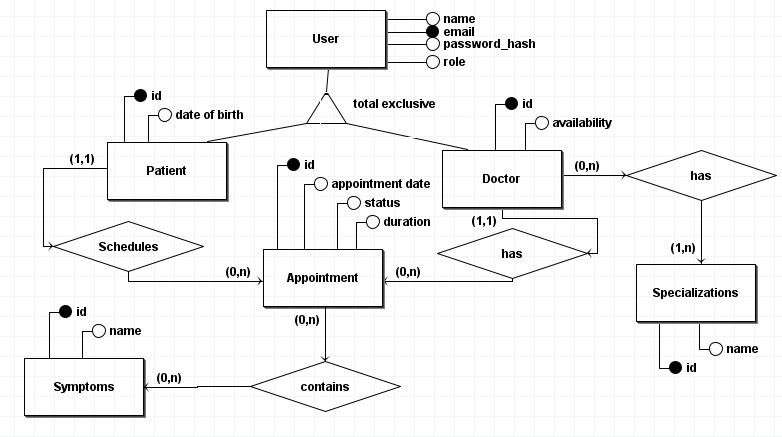 User
name
email
password_hash
role
total exclusive
id
date of birth
Patient
(1,1)
id
availability
Doctor
(0,n)
has
id
appointment date
status
duration
(1,1)
Schedules
has
(0,n)
Appointment
(0,n)
(1,n)
Specializations
(0,n)
id
name
name
id
Symptoms
(0,n)
contains